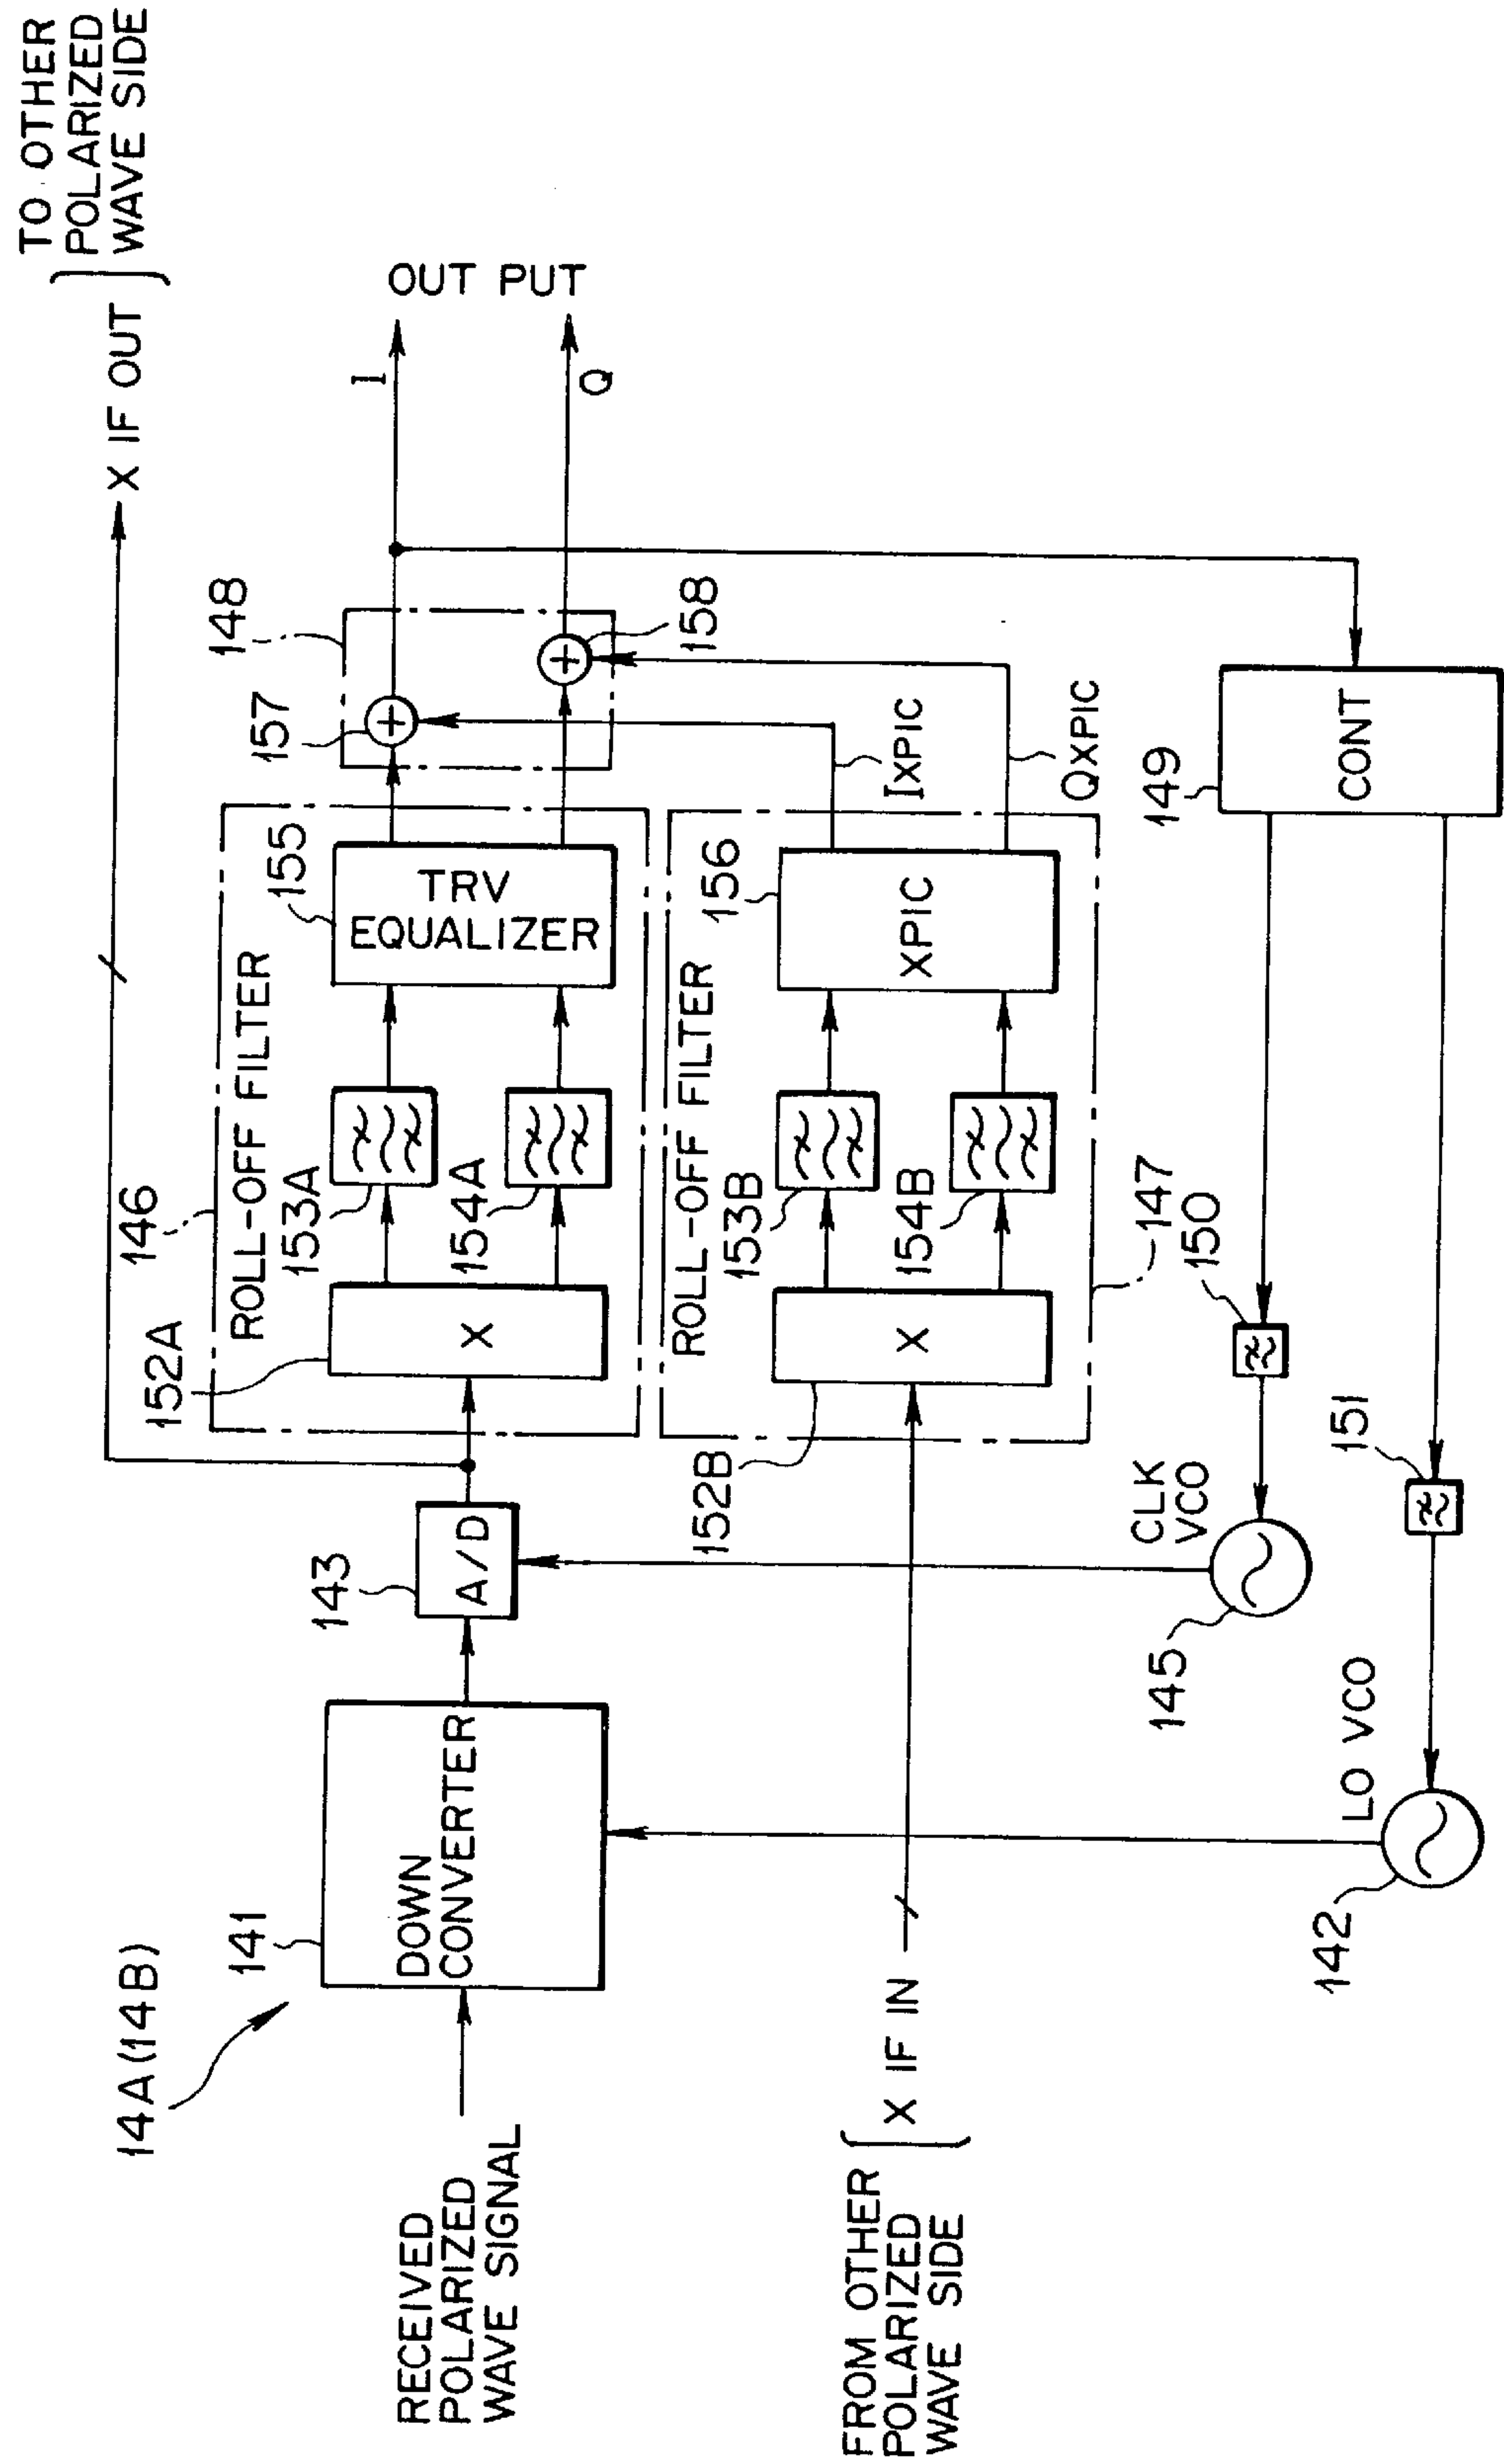 TO OTHER
POLARIZED
WAVE SIDE
X IF OUT
OUT PUT
I
Q
148
157
158
IXPIC
QXPIC
149
CONT
146
ROLL-OFF FILTER
155
TRV
EQUALIZER
153A
154A
152A
X
147
ROLL-OFF FILTER
156
XPIC
153B
154B
152B
X
150
151
143
A/D
CLK
VCO
145
LO VCO
142
14A(14B)
141
DOWN
CONVERTER
RECEIVED
POLARIZED
WAVE SIGNAL
X IF IN
FROM OTHER
POLARIZED
WAVE SIDE